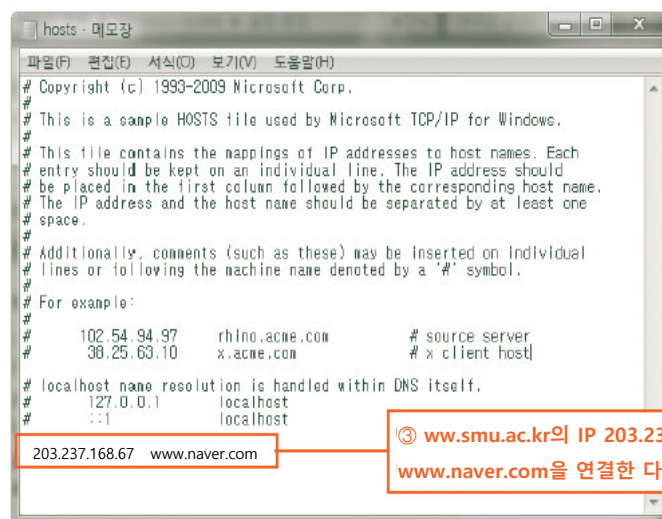 hosts - 메모장
파일(F) 편집(E) 서식(O) 보기(V) 도움말(H)
# Copyright (c) 1993-2009 Microsoft Corp.
#
# This is a sample HOSTS file used by Microsoft TCP/IP for Windows.
#
# This file contains the mappings of IP addresses to host names. Each
# entry should be kept on an individual line. The IP address should
# be placed in the first column followed by the corresponding host name.
# The IP address and the host name should be separated by at least one
# space.
#
# Additionally, comments (such as these) may be inserted on individual
# lines or following the machine name denoted by a '#' symbol.
#
# For example:
#
# 102.54.94.97 rhino.acme.com # source server
# 38.25.63.10 x.acme.com # x client host
# localhost name resolution is handled within DNS itself.
# 127.0.0.1 localhost
# ::1 localhost
203.237.168.67 www.naver.com
③ ww.smu.ac.kr의 IP 203.23
www.naver.com을 연결한 다